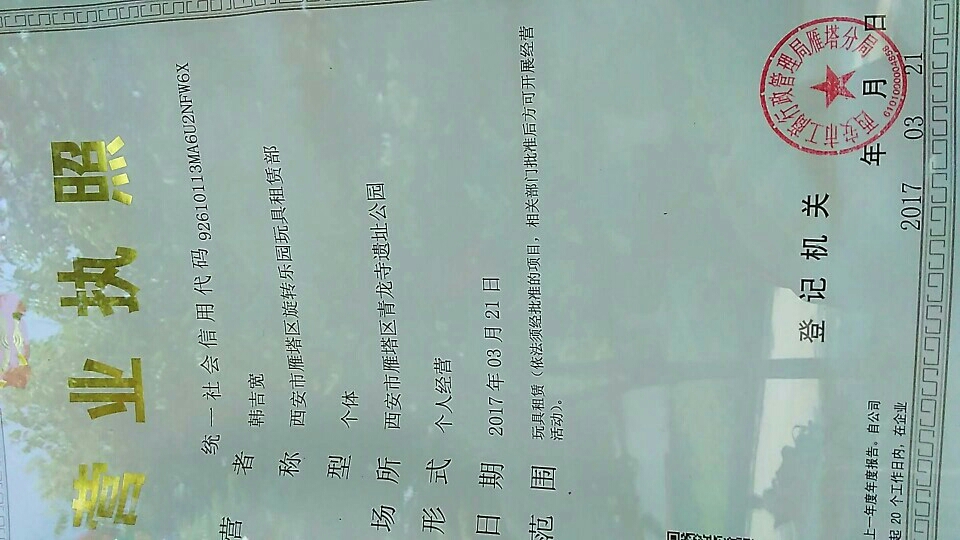 营业执照
统一社会信用代码 92610113MA6U2NFW6X
营者 韩吉宽
称 西安市雁塔区旋转乐园玩具租赁部
型 个体
场所 西安市雁塔区青龙寺遗址公园
形式 个人经营
日期 2017年03月21日
范围 玩具租赁（依法须经批准的项目，相关部门批准后方可开展经营
活动）。
登记机关
西安市工商行政管理局雁塔分局
6101000004858
年月日
2017 03 21
上一年度年度报告。自公司
起20个工作日内，在企业